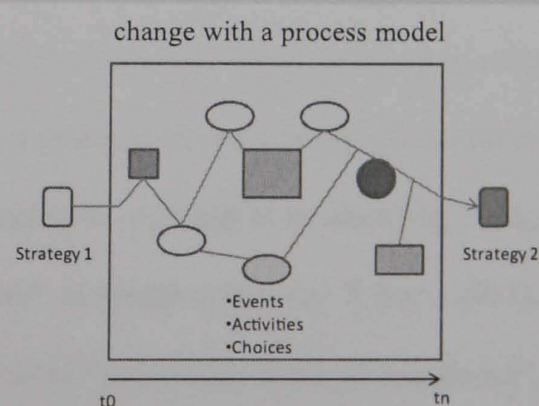 change with a process model
Strategy 1
Strategy 2
•Events
•Activities
•Choices
t0
tn